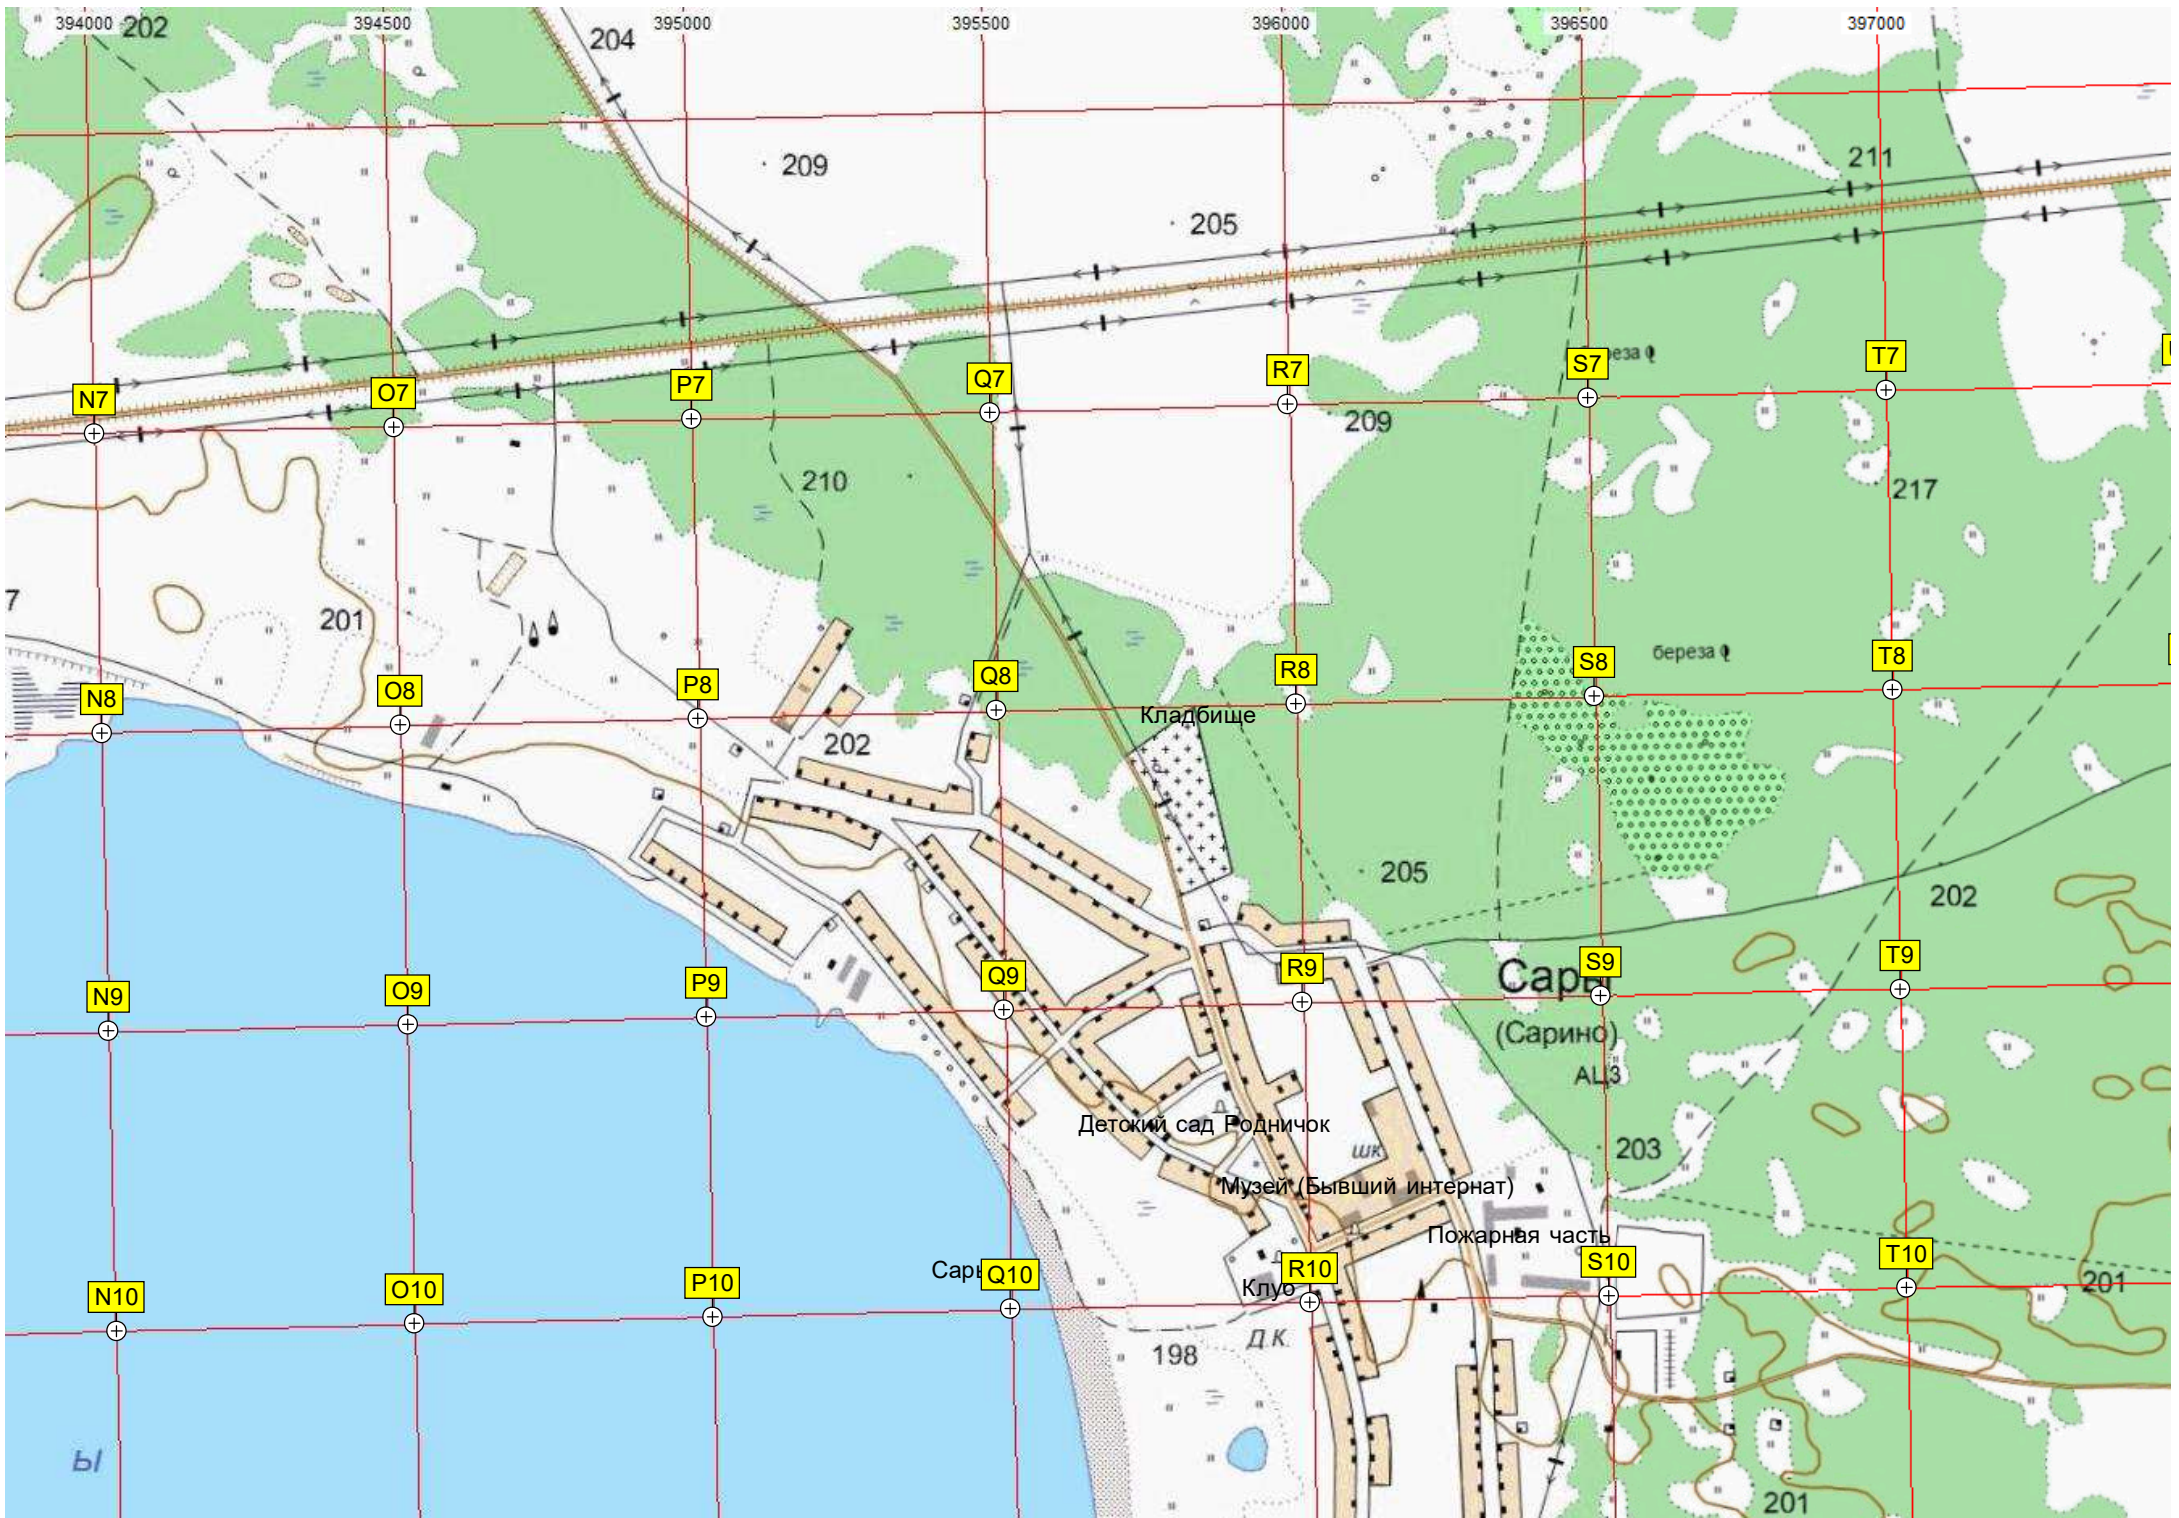 394000 394500 395000 395500 396000 396500 397000
202
204
209
205
211
N7 O7 P7 Q7 R7 S7 T7
209
210
217
7
201
береза
N8 O8 P8 Q8 R8 S8 T8
Кладбище
202
205
202
N9 O9 P9 Q9 R9 S9 T9
Сары
(Сарино)
АЦЗ
Детский сад Родничок
шк
203
Музей (Бывший интернат)
Пожарная часть
N10 O10 P10 Q10 R10 S10 T10
Клуб
201
Д.К.
198
Ы
201